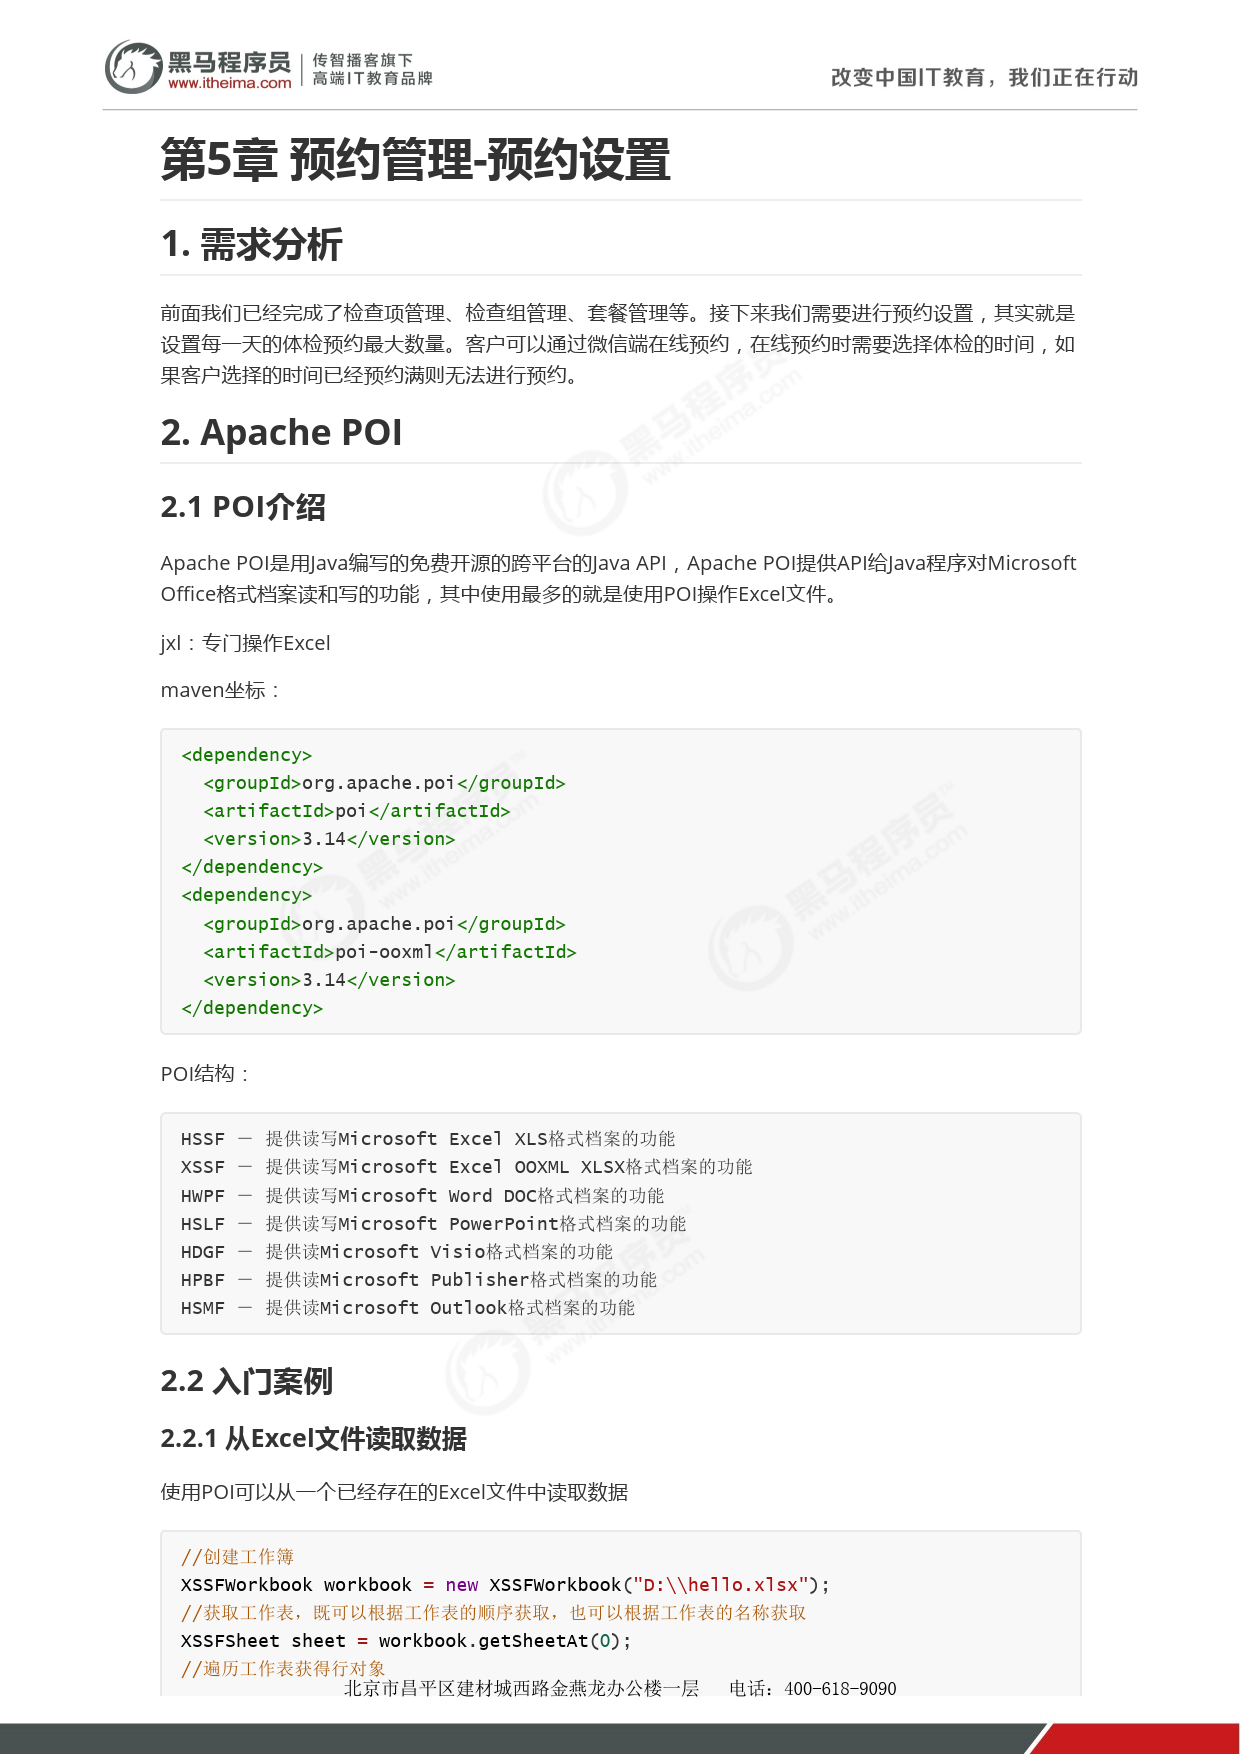 黑马程序员
www.itheima.com
传智播客旗下
高端IT教育品牌
改变中国IT教育，我们正在行动
第5章 预约管理-预约设置
1. 需求分析
前面我们已经完成了检查项管理、检查组管理、套餐管理等。接下来我们需要进行预约设置，其实就是
设置每一天的体检预约最大数量。客户可以通过微信端在线预约，在线预约时需要选择体检的时间，如
果客户选择的时间已经预约满则无法进行预约。
2. Apache POI
2.1 POI介绍
Apache POI是用Java编写的免费开源的跨平台的Java API，Apache POI提供API给Java程序对Microsoft
Office格式档案读和写的功能，其中使用最多的就是使用POI操作Excel文件。
jxl：专门操作Excel
maven坐标：
<dependency>
  <groupId>org.apache.poi</groupId>
  <artifactId>poi</artifactId>
  <version>3.14</version>
</dependency>
<dependency>
  <groupId>org.apache.poi</groupId>
  <artifactId>poi-ooxml</artifactId>
  <version>3.14</version>
</dependency>
POI结构：
HSSF － 提供读写Microsoft Excel XLS格式档案的功能
XSSF － 提供读写Microsoft Excel OOXML XLSX格式档案的功能
HWPF － 提供读写Microsoft Word DOC格式档案的功能
HSLF － 提供读写Microsoft PowerPoint格式档案的功能
HDGF － 提供读Microsoft Visio格式档案的功能
HPBF － 提供读Microsoft Publisher格式档案的功能
HSMF － 提供读Microsoft Outlook格式档案的功能
2.2 入门案例
2.2.1 从Excel文件读取数据
使用POI可以从一个已经存在的Excel文件中读取数据
//创建工作簿
XSSFWorkbook workbook = new XSSFWorkbook("D:\\hello.xlsx");
//获取工作表，既可以根据工作表的顺序获取，也可以根据工作表的名称获取
XSSFSheet sheet = workbook.getSheetAt(0);
//遍历工作表获得行对象
北京市昌平区建材城西路金燕龙办公楼一层 电话：400-618-9090